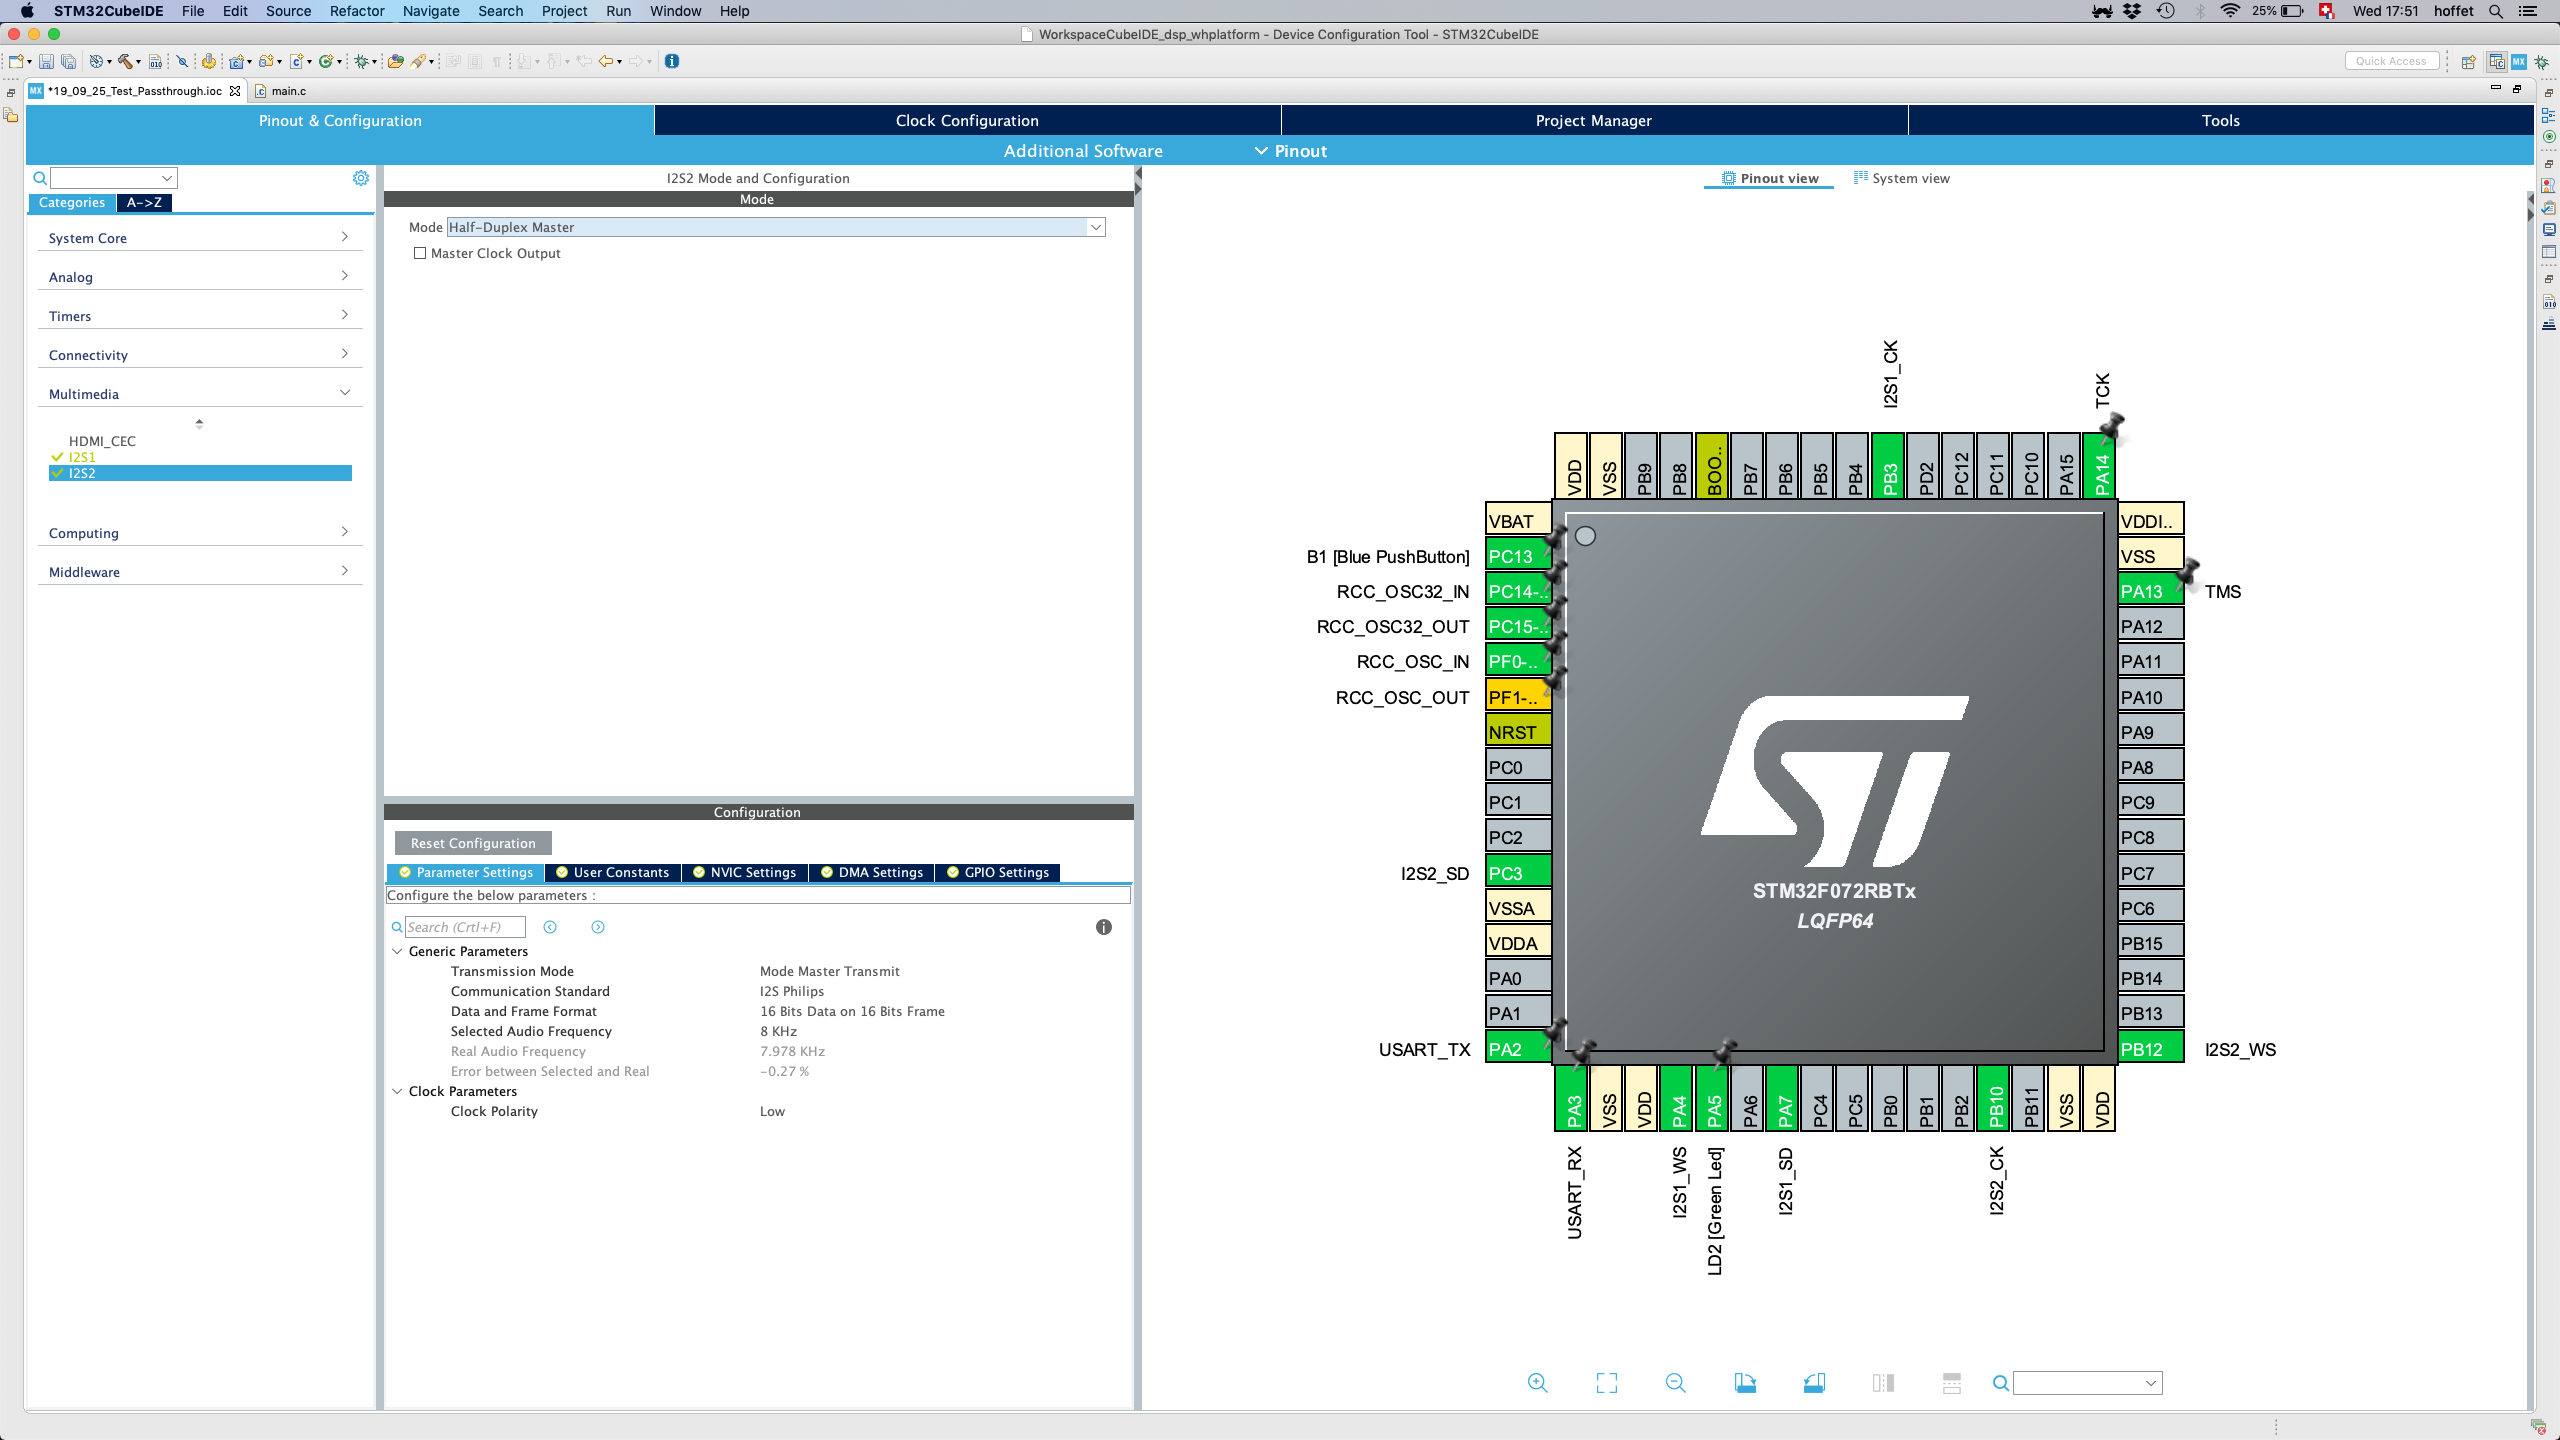 STM32CubeIDE File Edit Source Refactor Navigate Search Project Run Window Help 25% Wed 17:51 hoffet
WorkspaceCubeIDE_dsp_whplatform - Device Configuration Tool - STM32CubeIDE
Quick Access
*19_09_25_Test_Passthrough.ioc main.c
Pinout & Configuration Clock Configuration Project Manager Tools
Additional Software Pinout
I2S2 Mode and Configuration
Pinout view System view
Categories A->Z
Mode
System Core
Analog
Timers
Connectivity
Multimedia
HDMI_CEC
I2S1
I2S2
Computing
Middleware
Mode Half-Duplex Master
Master Clock Output
Configuration
Reset Configuration
Parameter Settings User Constants NVIC Settings DMA Settings GPIO Settings
Configure the below parameters :
Search (Crtl+F)
Generic Parameters
Transmission Mode Mode Master Transmit
Communication Standard I2S Philips
Data and Frame Format 16 Bits Data on 16 Bits Frame
Selected Audio Frequency 8 KHz
Real Audio Frequency 7.978 KHz
Error between Selected and Real -0.27 %
Clock Parameters
Clock Polarity Low
I2S1_CK TCK
VDD VSS PB9 PB8 BOO.. PB7 PB6 PB5 PB4 PB3 PD2 PC12 PC11 PC10 PA15 PA14
VBAT VDDI..
B1 [Blue PushButton] PC13 VSS
RCC_OSC32_IN PC14-.. PA13 TMS
RCC_OSC32_OUT PC15-.. PA12
RCC_OSC_IN PF0-.. PA11
RCC_OSC_OUT PF1-.. PA10
NRST PA9
PC0 PA8
PC1 PC9
PC2 PC8
I2S2_SD PC3 PC7
VSSA PC6
VDDA PB15
PA0 PB14
PA1 PB13
USART_TX PA2 PB12 I2S2_WS
ST
STM32F072RBTx
LQFP64
PA3 VSS VDD PA4 PA5 PA6 PA7 PC4 PC5 PB0 PB1 PB2 PB10 PB11 VSS VDD
USART_RX I2S1_WS LD2 [Green Led] I2S1_SD I2S2_CK